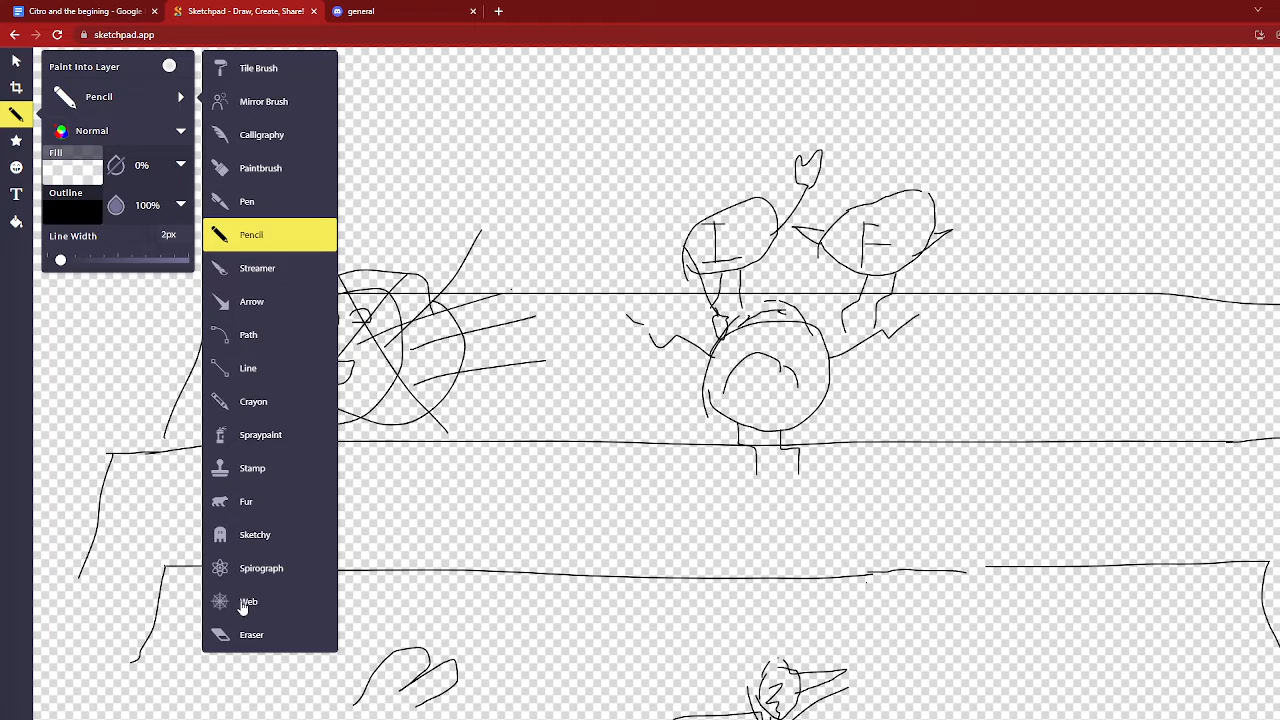 Citro and the begining - Google
Sketchpad - Draw, Create, Share!
general
sketchpad.app
Paint Into Layer
Pencil
Normal
Fill
0%
Outline
100%
Line Width
2px
Tile Brush
Mirror Brush
Calligraphy
Paintbrush
Pen
Pencil
Streamer
Arrow
Path
Line
Crayon
Spraypaint
Stamp
Fur
Sketchy
Spirograph
Web
Eraser
T
I
F